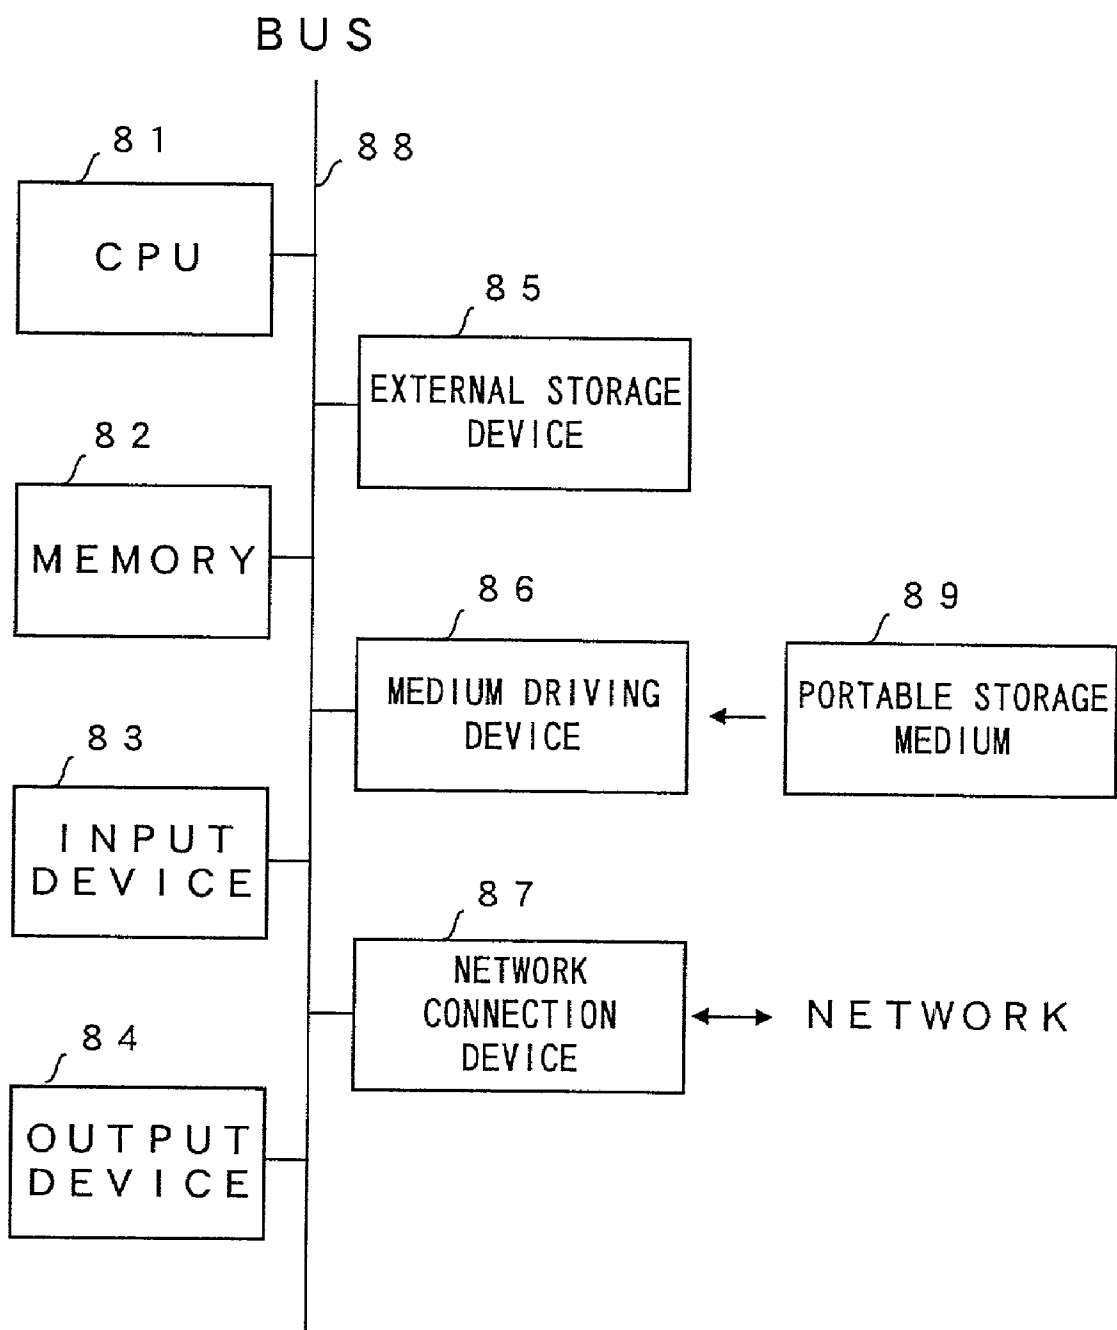 BUS
81
88
CPU
85
EXTERNAL STORAGE
DEVICE
82
MEMORY
86
89
MEDIUM DRIVING
DEVICE
PORTABLE STORAGE
MEDIUM
83
INPUT
DEVICE
87
NETWORK
CONNECTION
DEVICE
NETWORK
84
OUTPUT
DEVICE